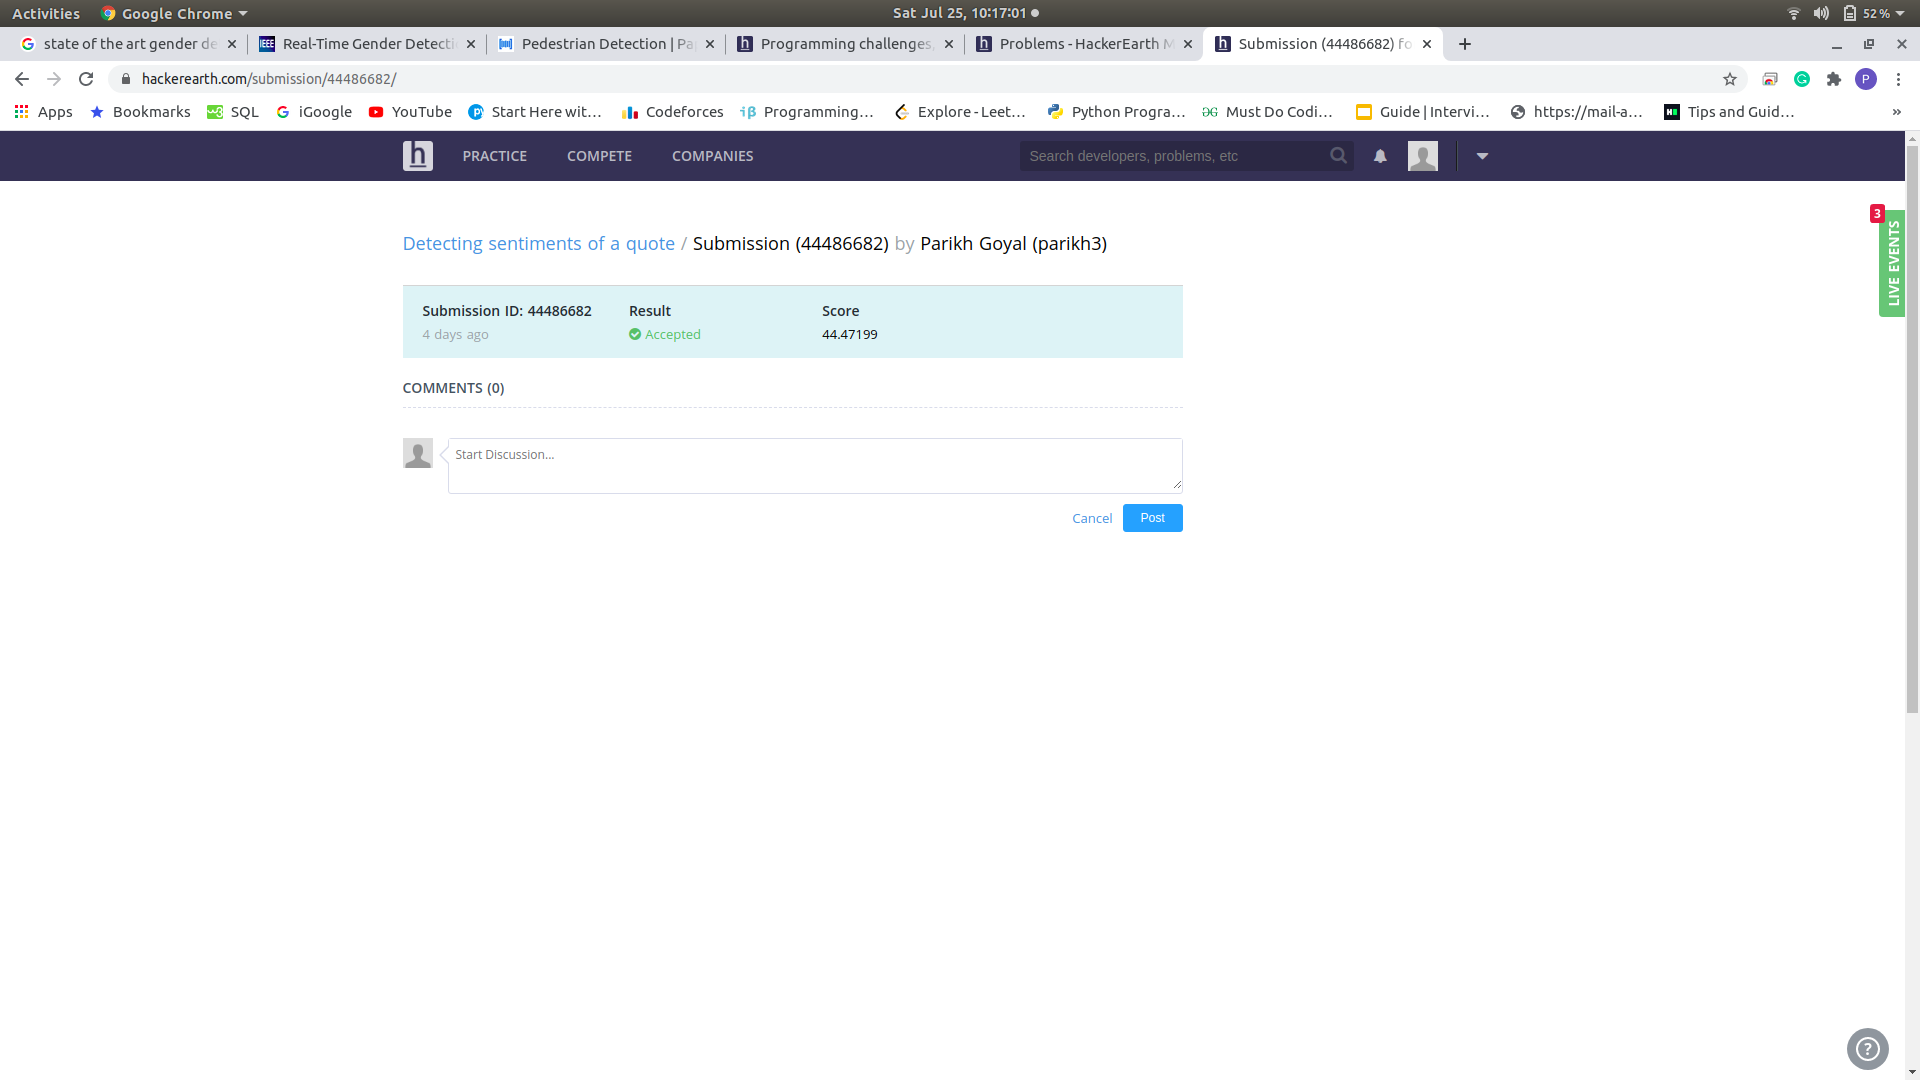 Activities Google Chrome Sat Jul 25, 10:17:01 52 %
state of the art gender de Real-Time Gender Detecti Pedestrian Detection | Pa Programming challenges, Problems - HackerEarth M Submission (44486682) fo
hackerearth.com/submission/44486682/ P
Apps Bookmarks SQL iGoogle YouTube Start Here wit... Codeforces Programming... Explore - Leet... Python Progra... Must Do Codi... Guide | Intervi... https://mail-a... Tips and Guid... »
h PRACTICE COMPETE COMPANIES Search developers, problems, etc
3
LIVE EVENTS
Detecting sentiments of a quote / Submission (44486682) by Parikh Goyal (parikh3)
Submission ID: 44486682 Result Score
4 days ago Accepted 44.47199
COMMENTS (0)
Start Discussion...
Cancel Post
?